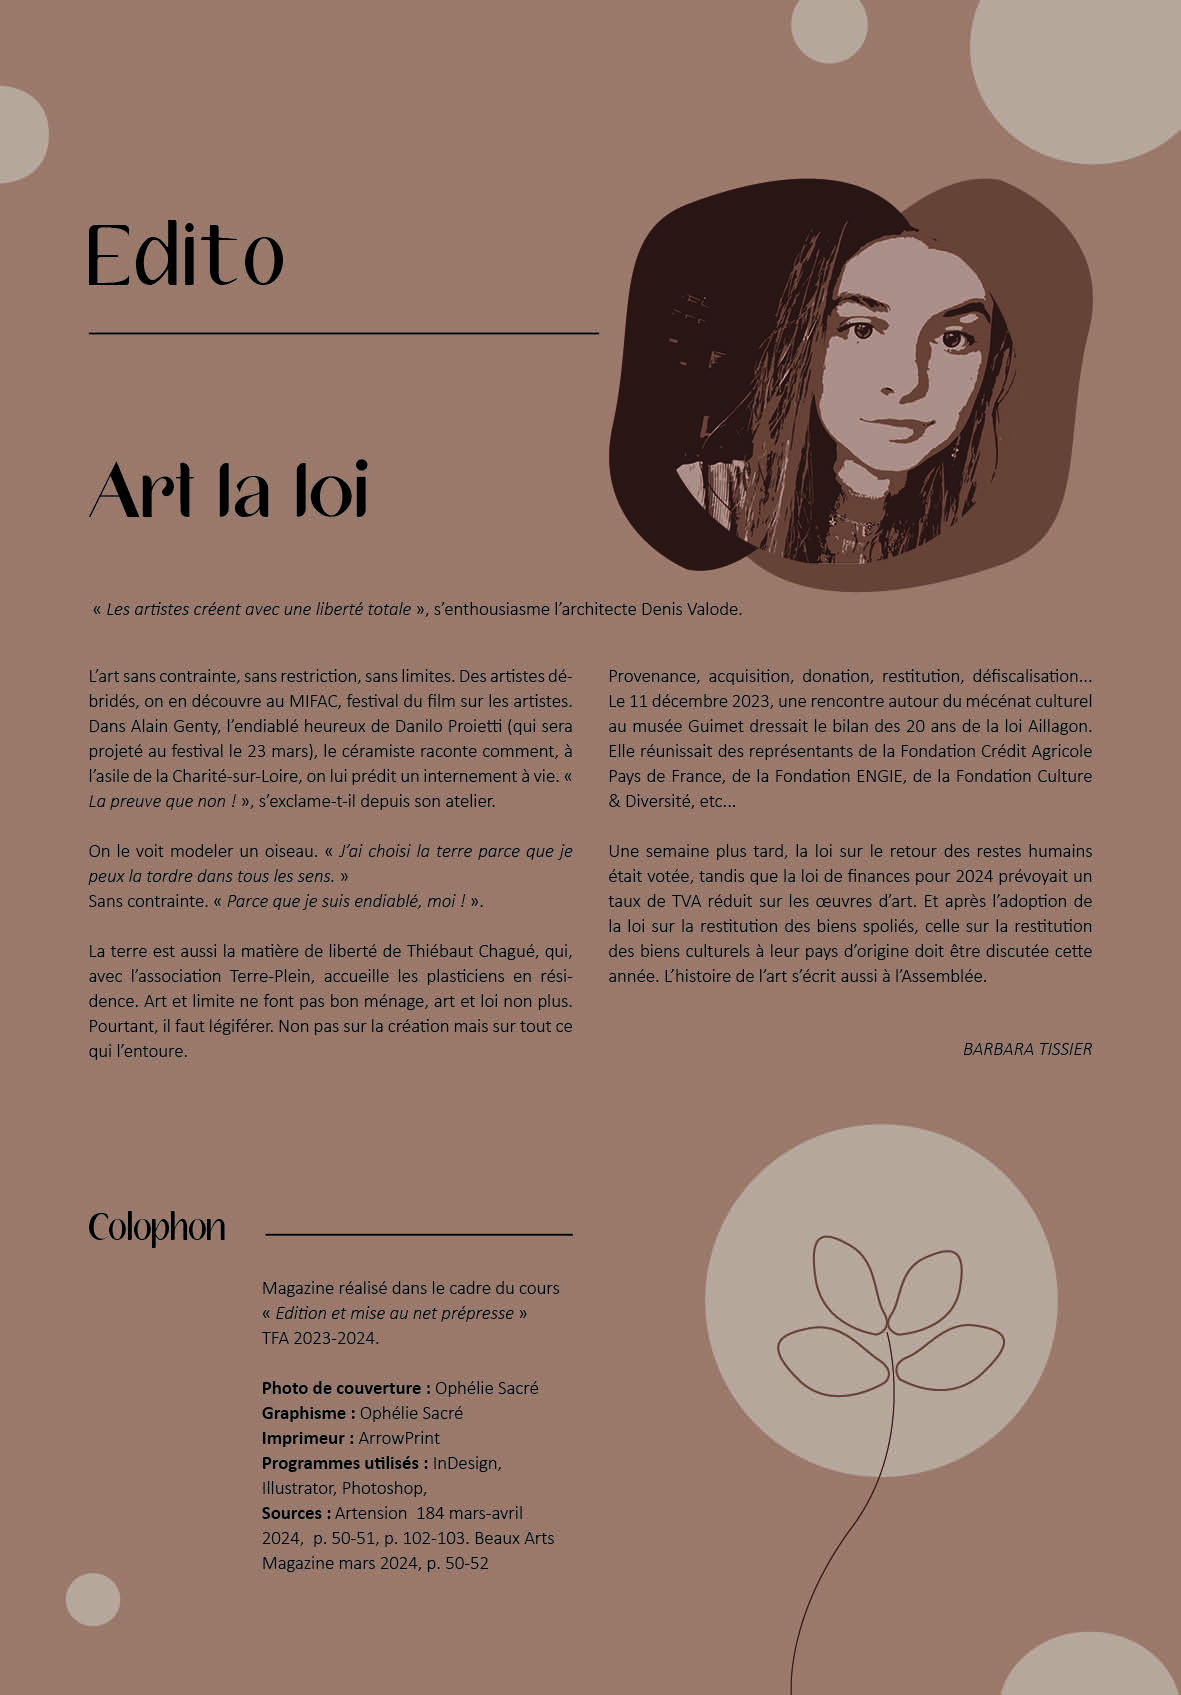 Edito
Art la loi
« Les artistes créent avec une liberté totale », s’enthousiasme l’architecte Denis Valode.
L’art sans contrainte, sans restriction, sans limites. Des artistes dé-
bridés, on en découvre au MIFAC, festival du film sur les artistes.
Dans Alain Genty, l’endiablé heureux de Danilo Proietti (qui sera
projeté au festival le 23 mars), le céramiste raconte comment, à
l’asile de la Charité-sur-Loire, on lui prédit un internement à vie. «
La preuve que non ! », s’exclame-t-il depuis son atelier.
On le voit modeler un oiseau. « J’ai choisi la terre parce que je
peux la tordre dans tous les sens. »
Sans contrainte. « Parce que je suis endiablé, moi ! ».
La terre est aussi la matière de liberté de Thiébaut Chagué, qui,
avec l’association Terre-Plein, accueille les plasticiens en rési-
dence. Art et limite ne font pas bon ménage, art et loi non plus.
Pourtant, il faut légiférer. Non pas sur la création mais sur tout ce
qui l’entoure.
Provenance, acquisition, donation, restitution, défiscalisation...
Le 11 décembre 2023, une rencontre autour du mécénat culturel
au musée Guimet dressait le bilan des 20 ans de la loi Aillagon.
Elle réunissait des représentants de la Fondation Crédit Agricole
Pays de France, de la Fondation ENGIE, de la Fondation Culture
& Diversité, etc...
Une semaine plus tard, la loi sur le retour des restes humains
était votée, tandis que la loi de finances pour 2024 prévoyait un
taux de TVA réduit sur les œuvres d’art. Et après l’adoption de
la loi sur la restitution des biens spoliés, celle sur la restitution
des biens culturels à leur pays d’origine doit être discutée cette
année. L’histoire de l’art s’écrit aussi à l’Assemblée.
BARBARA TISSIER
Colophon
Magazine réalisé dans le cadre du cours
« Edition et mise au net prépresse »
TFA 2023-2024.
Photo de couverture : Ophélie Sacré
Graphisme : Ophélie Sacré
Imprimeur : ArrowPrint
Programmes utilisés : InDesign,
Illustrator, Photoshop,
Sources : Artension 184 mars-avril
2024, p. 50-51, p. 102-103. Beaux Arts
Magazine mars 2024, p. 50-52